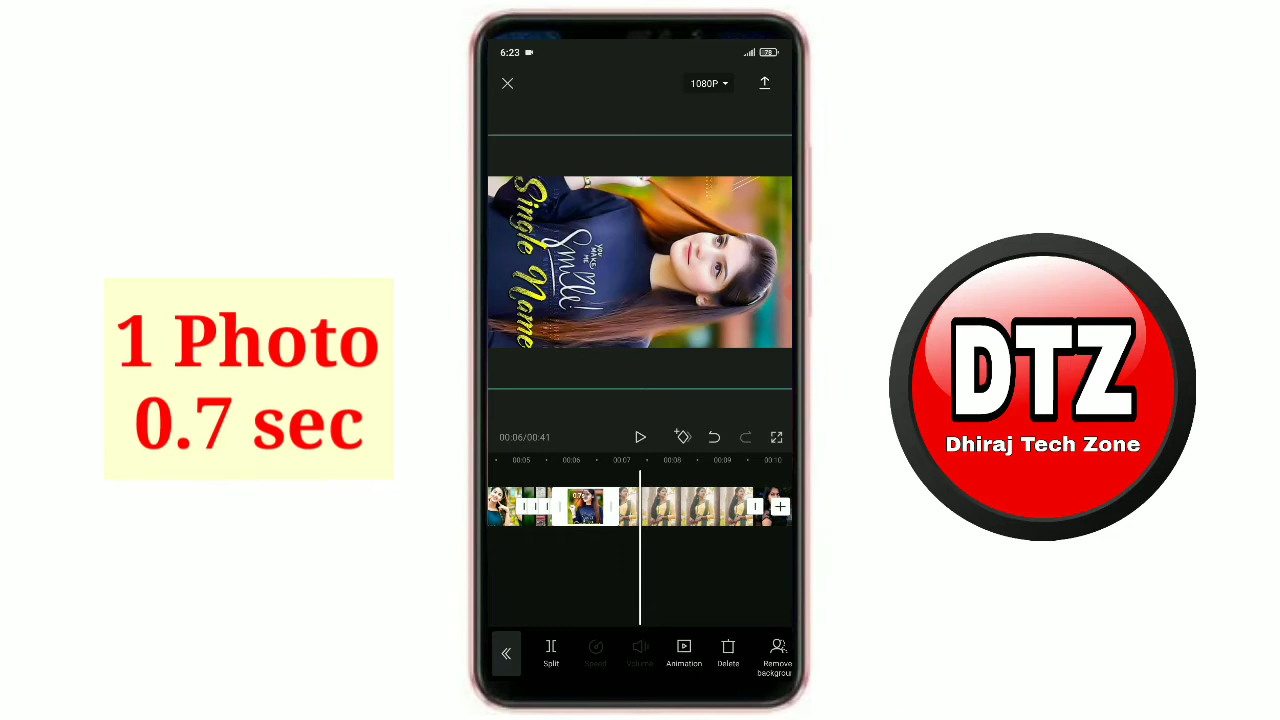 6:23
78
1080P
Single Name
YOU
MAKE
ME
Smile!
1 Photo
0.7 sec
DTZ
Dhiraj Tech Zone
00:06/00:41
00:05
00:06
00:07
00:08
00:09
00:10
Split
Speed
Volume
Animation
Delete
Remove
backgroun